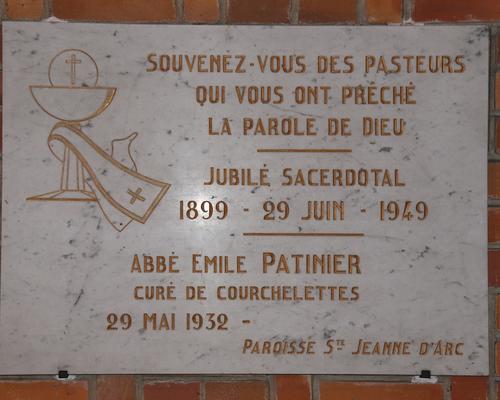 SOUVENEZ-VOUS DES PASTEURS
QUI VOUS ONT PRÊCHÉ
LA PAROLE DE DIEU
JUBILÉ SACERDOTAL
1899 - 29 JUIN - 1949
ABBÉ EMILE PATINIER
CURÉ DE COURCHELETTES
29 MAI 1932 -
PAROISSE STE JEANNE D'ARC